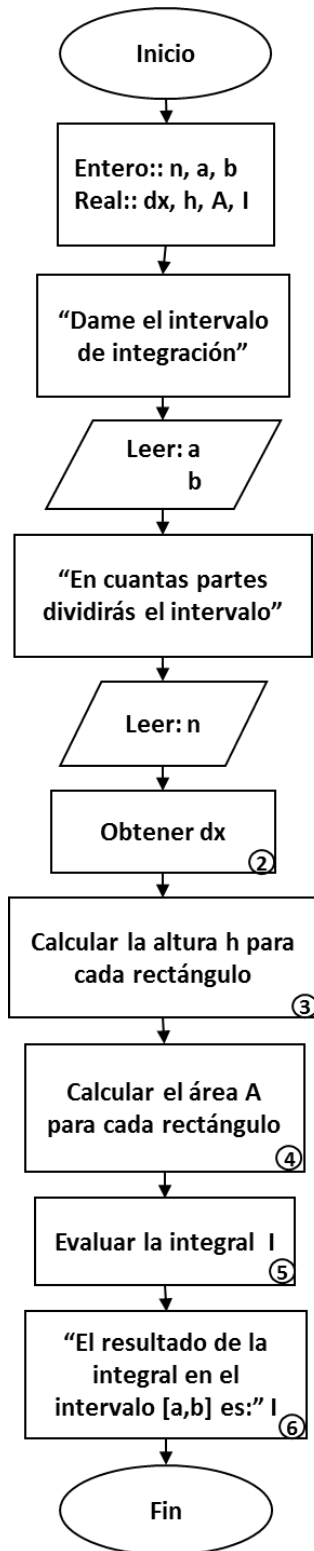 Inicio
Entero:: n, a, b
Real:: dx, h, A, I
“Dame el intervalo
de integración”
Leer: a
b
“En cuantas partes
dividirás el intervalo”
Leer: n
Obtener dx
2
Calcular la altura h para
cada rectángulo
3
Calcular el área A
para cada rectángulo
4
Evaluar la integral I
5
“El resultado de la
integral en el
intervalo [a,b] es:” I
6
Fin